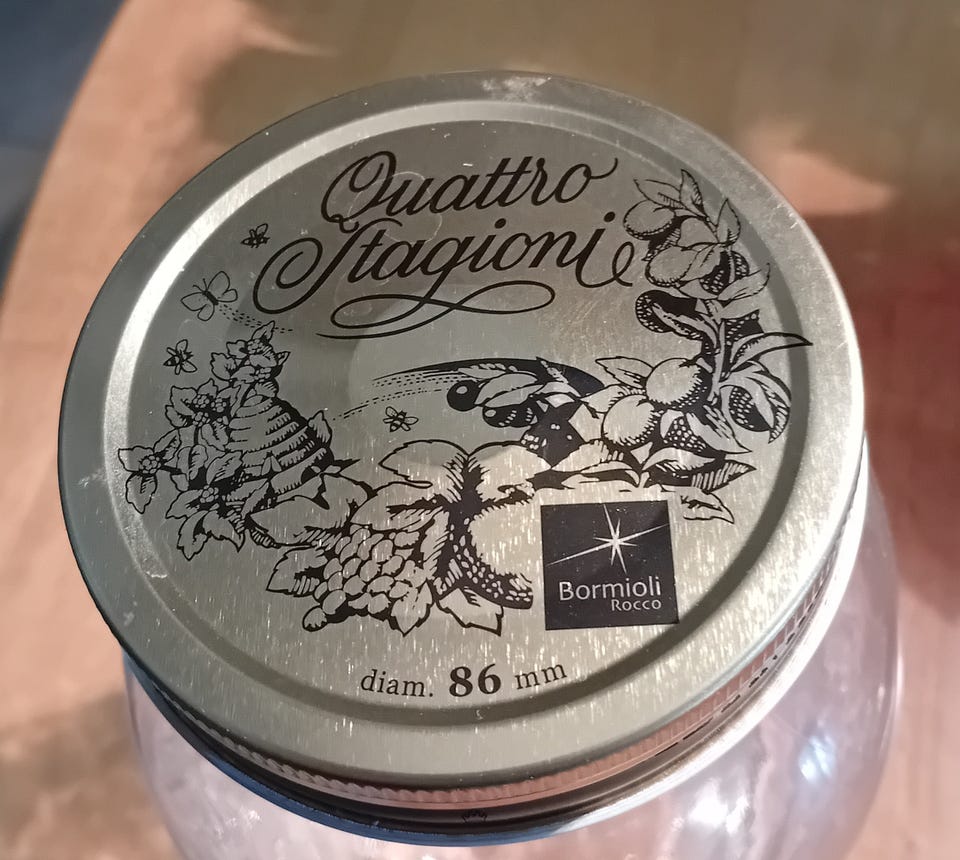 Quattro
Stagioni
Bormioli
Rocco
diam. 86 mm